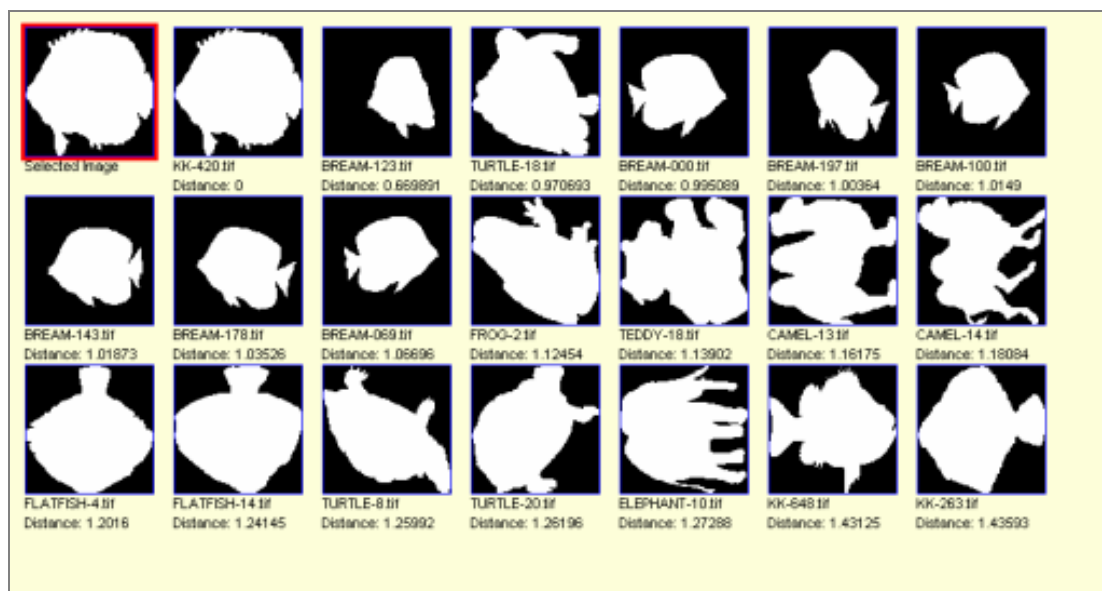 Selected Image
KK-420.tif
Distance: 0
BREAM-123.tif
Distance: 0.669891
TURTLE-18.tif
Distance: 0.970693
BREAM-000.tif
Distance: 0.995089
BREAM-197.tif
Distance: 1.00364
BREAM-100.tif
Distance: 1.0149
BREAM-143.tif
Distance: 1.01873
BREAM-178.tif
Distance: 1.03526
BREAM-069.tif
Distance: 1.06696
FROG-2.tif
Distance: 1.12454
TEDDY-18.tif
Distance: 1.13902
CAMEL-13.tif
Distance: 1.16175
CAMEL-14.tif
Distance: 1.18084
FLATFISH-4.tif
Distance: 1.2016
FLATFISH-14.tif
Distance: 1.24145
TURTLE-8.tif
Distance: 1.25992
TURTLE-20.tif
Distance: 1.26196
ELEPHANT-10.tif
Distance: 1.27288
KK-648.tif
Distance: 1.43125
KK-263.tif
Distance: 1.43593